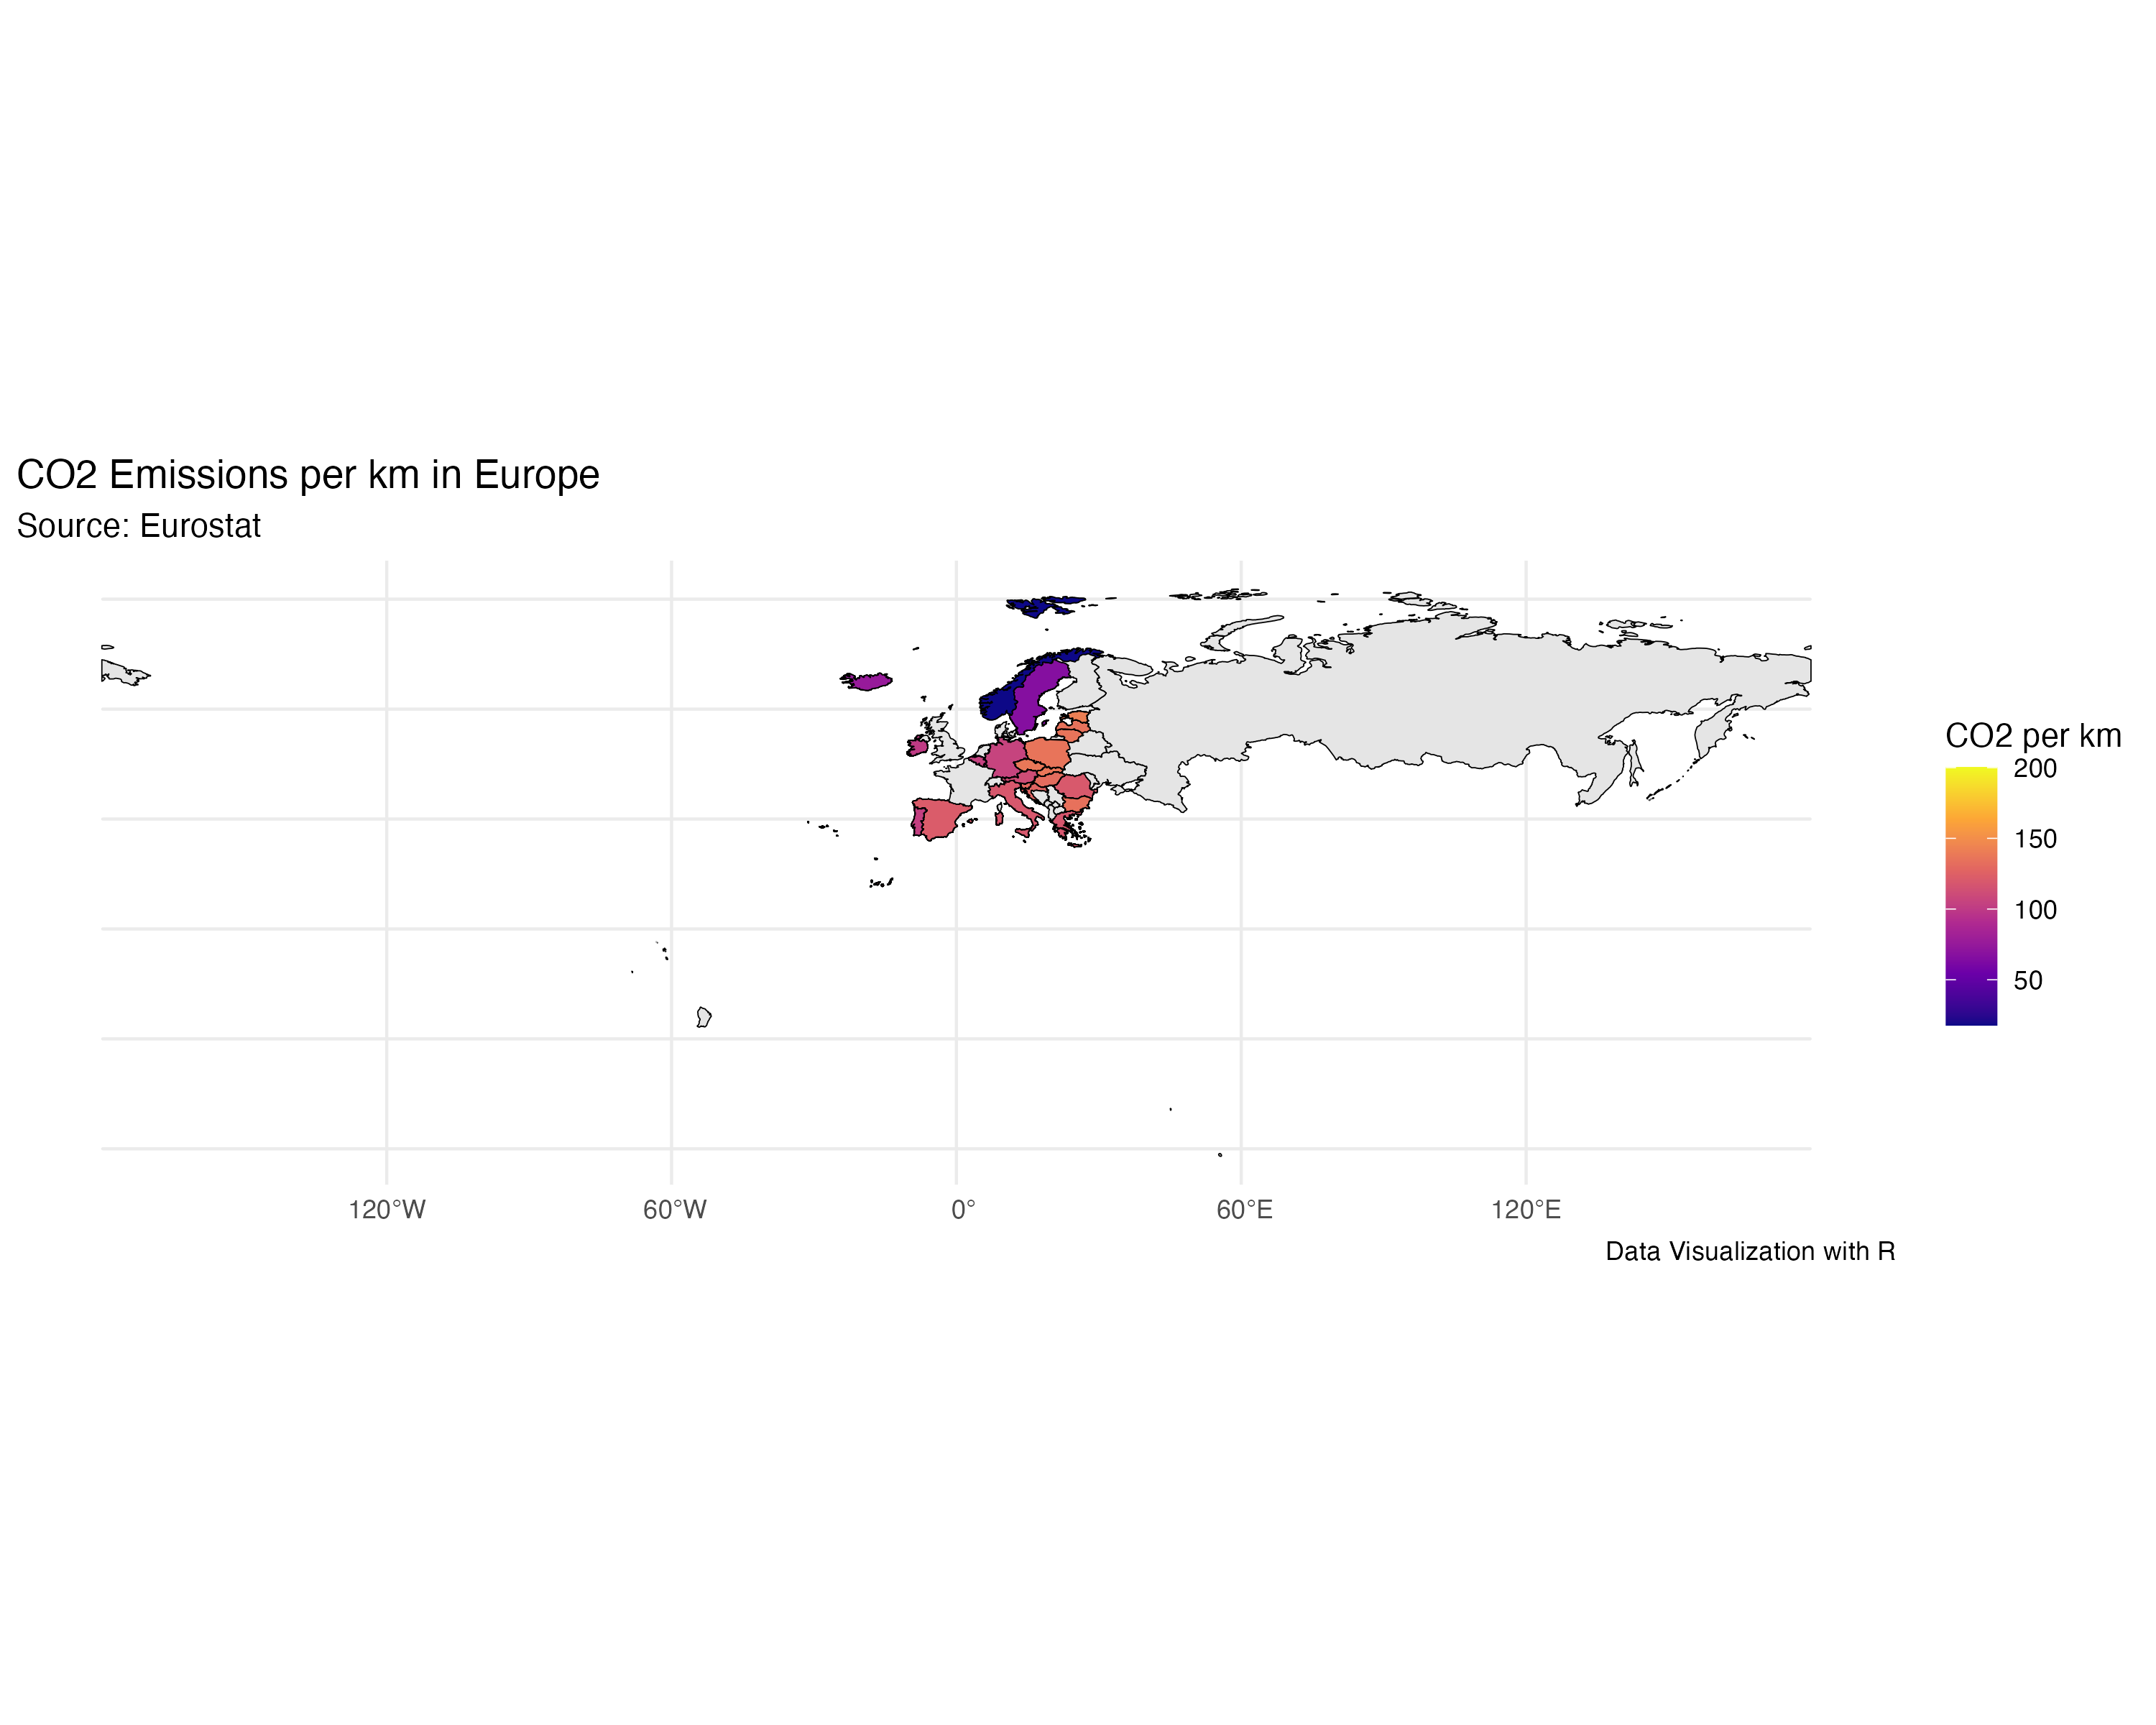 CO2 Emissions per km in Europe
Source: Eurostat
CO2 per km
200
150
100
50
120°W 60°W 0° 60°E 120°E
Data Visualization with R